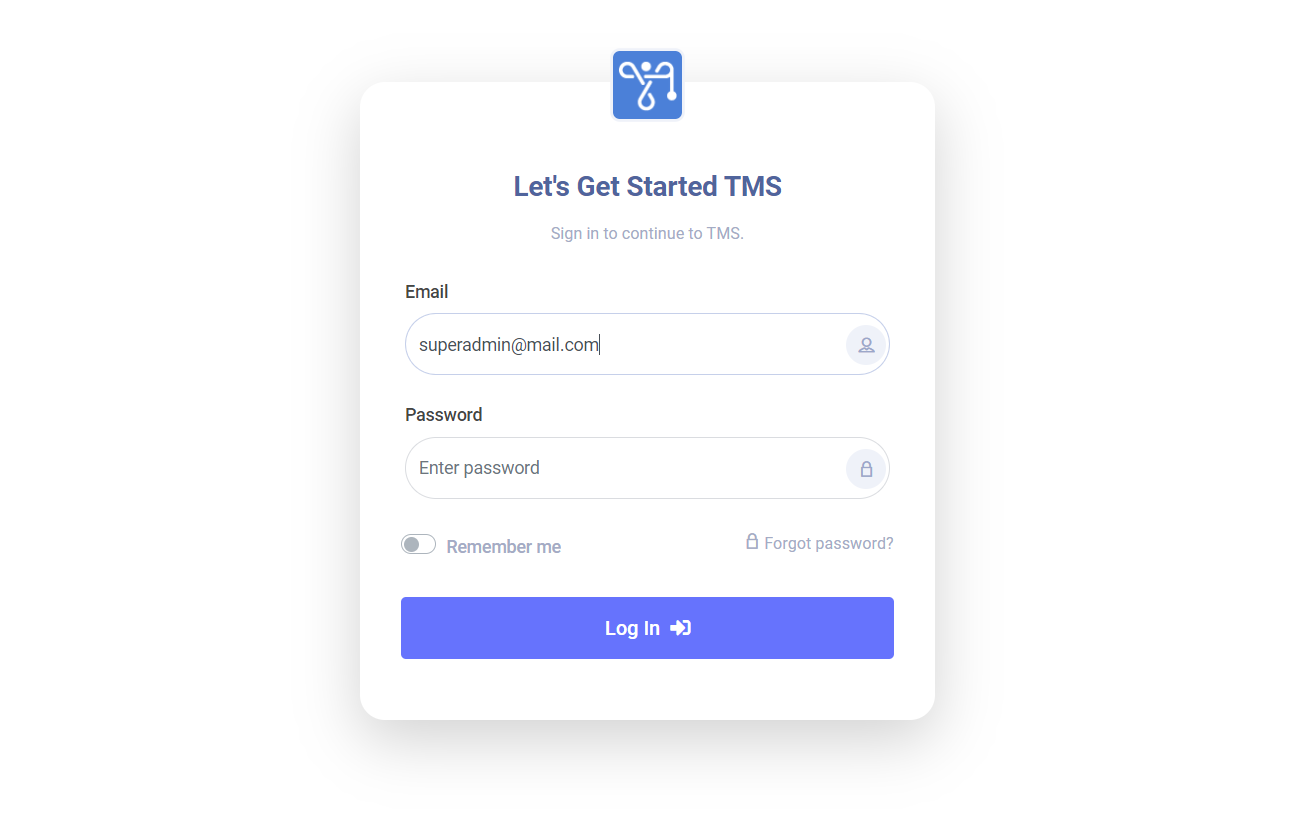 Let's Get Started TMS
Sign in to continue to TMS.
Email
superadmin@mail.com
Password
Enter password
Remember me
Forgot password?
Log In